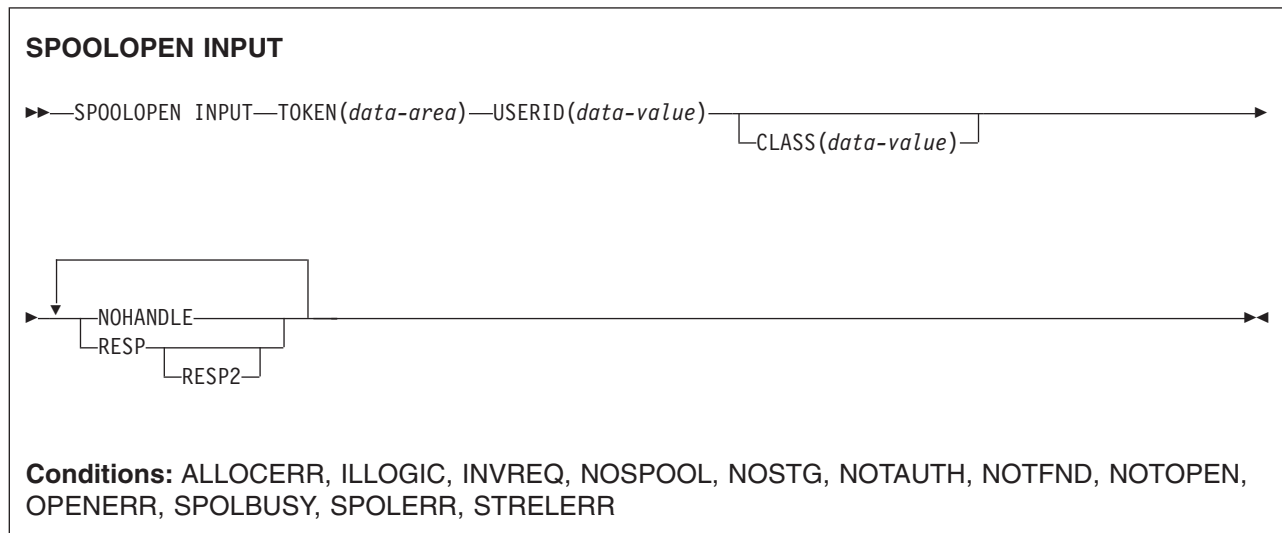 SPOOLOPEN INPUT
SPOOLOPEN INPUT TOKEN(data-area) USERID(data-value)
CLASS(data-value)
NOHANDLE
RESP
RESP2
Conditions: ALLOCERR, ILLOGIC, INVREQ, NOSPOOL, NOSTG, NOTAUTH, NOTFND, NOTOPEN,
OPENERR, SPOLBUSY, SPOLERR, STRELERR